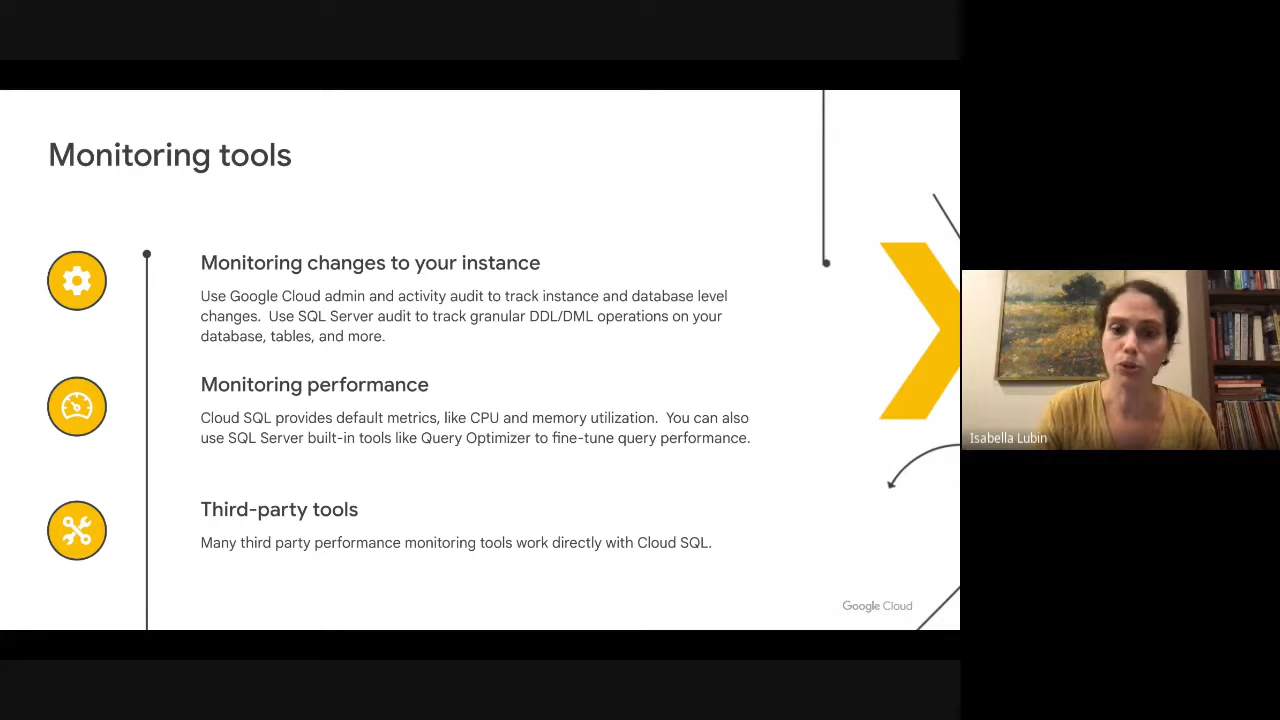 Monitoring tools
Monitoring changes to your instance
Use Google Cloud admin and activity audit to track instance and database level
changes.  Use SQL Server audit to track granular DDL/DML operations on your
database, tables, and more.
Monitoring performance
Cloud SQL provides default metrics, like CPU and memory utilization.  You can also
use SQL Server built-in tools like Query Optimizer to fine-tune query performance.
Third-party tools
Many third party performance monitoring tools work directly with Cloud SQL.
Google Cloud
Isabella Lubin